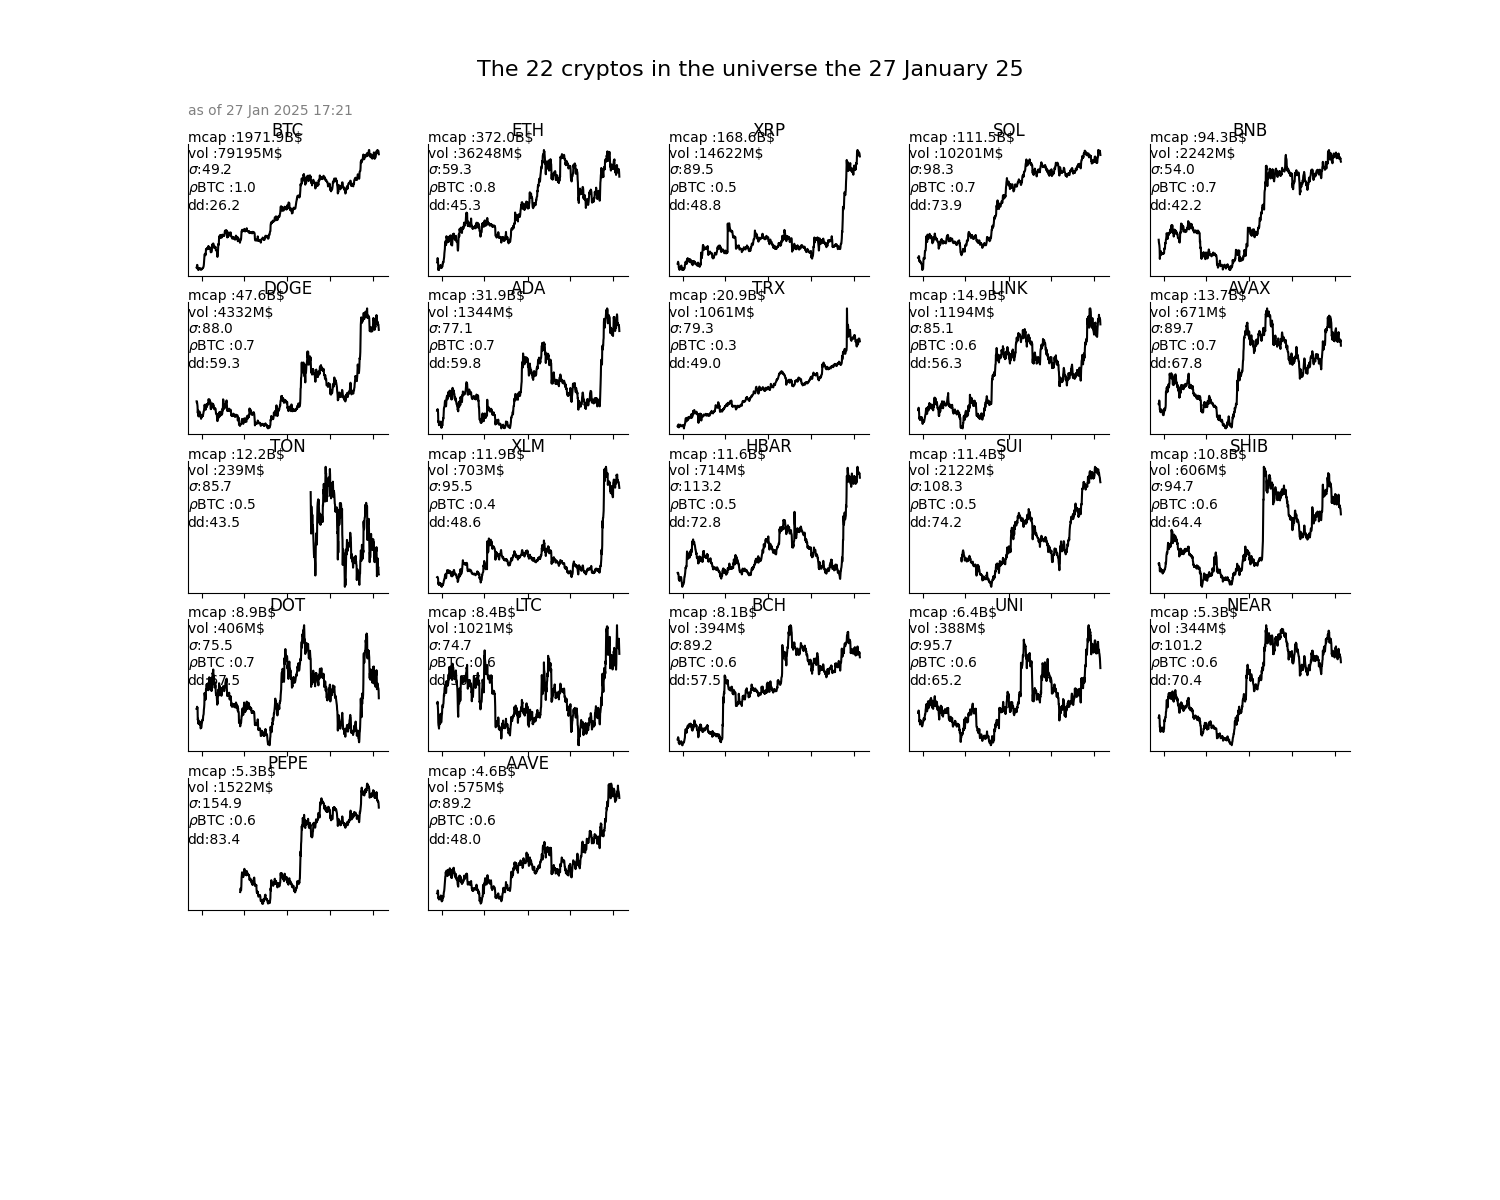 The 22 cryptos in the universe the 27 January 25
as of 27 Jan 2025 17:21
BTC
mcap :1971.9B$
vol :79195M$
σ:49.2
ρBTC :1.0
dd:26.2
ETH
mcap :372.0B$
vol :36248M$
σ:59.3
ρBTC :0.8
dd:45.3
XRP
mcap :168.6B$
vol :14622M$
σ:89.5
ρBTC :0.5
dd:48.8
SOL
mcap :111.5B$
vol :10201M$
σ:98.3
ρBTC :0.7
dd:73.9
BNB
mcap :94.3B$
vol :2242M$
σ:54.0
ρBTC :0.7
dd:42.2
DOGE
mcap :47.6B$
vol :4332M$
σ:88.0
ρBTC :0.7
dd:59.3
ADA
mcap :31.9B$
vol :1344M$
σ:77.1
ρBTC :0.7
dd:59.8
TRX
mcap :20.9B$
vol :1061M$
σ:79.3
ρBTC :0.3
dd:49.0
LINK
mcap :14.9B$
vol :1194M$
σ:85.1
ρBTC :0.6
dd:56.3
AVAX
mcap :13.7B$
vol :671M$
σ:89.7
ρBTC :0.7
dd:67.8
TON
mcap :12.2B$
vol :239M$
σ:85.7
ρBTC :0.5
dd:43.5
XLM
mcap :11.9B$
vol :703M$
σ:95.5
ρBTC :0.4
dd:48.6
HBAR
mcap :11.6B$
vol :714M$
σ:113.2
ρBTC :0.5
dd:72.8
SUI
mcap :11.4B$
vol :2122M$
σ:108.3
ρBTC :0.5
dd:74.2
SHIB
mcap :10.8B$
vol :606M$
σ:94.7
ρBTC :0.6
dd:64.4
DOT
mcap :8.9B$
vol :406M$
σ:75.5
ρBTC :0.7
LTC
mcap :8.4B$
vol :1021M$
σ:74.7
ρBTC :0.6
BCH
mcap :8.1B$
vol :394M$
σ:89.2
ρBTC :0.6
dd:57.5
UNI
mcap :6.4B$
vol :388M$
σ:95.7
ρBTC :0.6
dd:65.2
NEAR
mcap :5.3B$
vol :344M$
σ:101.2
ρBTC :0.6
dd:70.4
PEPE
mcap :5.3B$
vol :1522M$
σ:154.9
ρBTC :0.6
dd:83.4
AAVE
mcap :4.6B$
vol :575M$
σ:89.2
ρBTC :0.6
dd:48.0